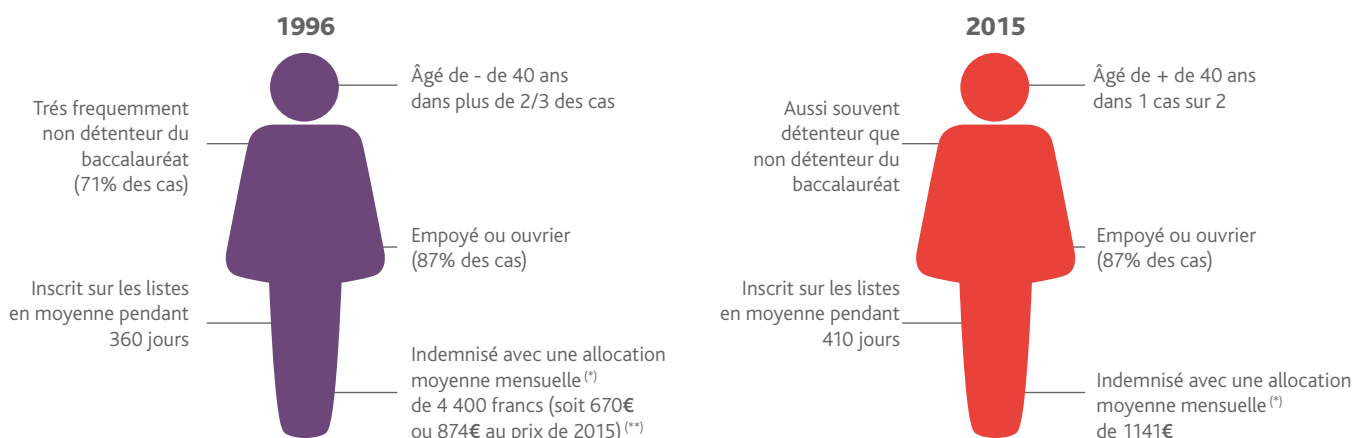 1996
Âgé de - de 40 ans
dans plus de 2/3 des cas
Trés frequemment
non détenteur du
baccalauréat
(71% des cas)
Empoyé ou ouvrier
(87% des cas)
Inscrit sur les listes
en moyenne pendant
360 jours
Indemnisé avec une allocation
moyenne mensuelle (*)
de 4 400 francs (soit 670€
ou 874€ au prix de 2015) (**)
2015
Âgé de + de 40 ans
dans 1 cas sur 2
Aussi souvent
détenteur que
non détenteur du
baccalauréat
Empoyé ou ouvrier
(87% des cas)
Inscrit sur les listes
en moyenne pendant
410 jours
Indemnisé avec une allocation
moyenne mensuelle (*)
de 1141€